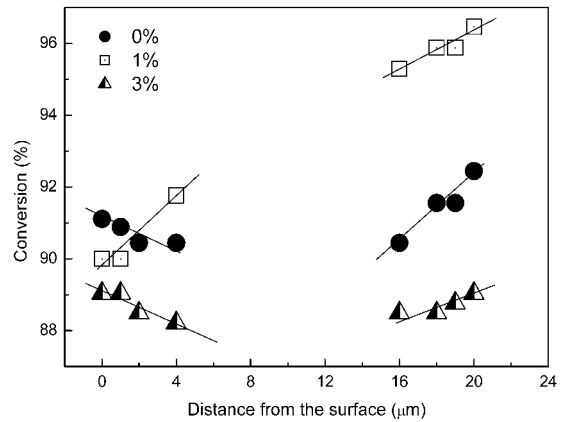 0%
1%
3%
96
94
92
90
88
Conversion (%)
0 4 8 12 16 20 24
Distance from the surface (μm)